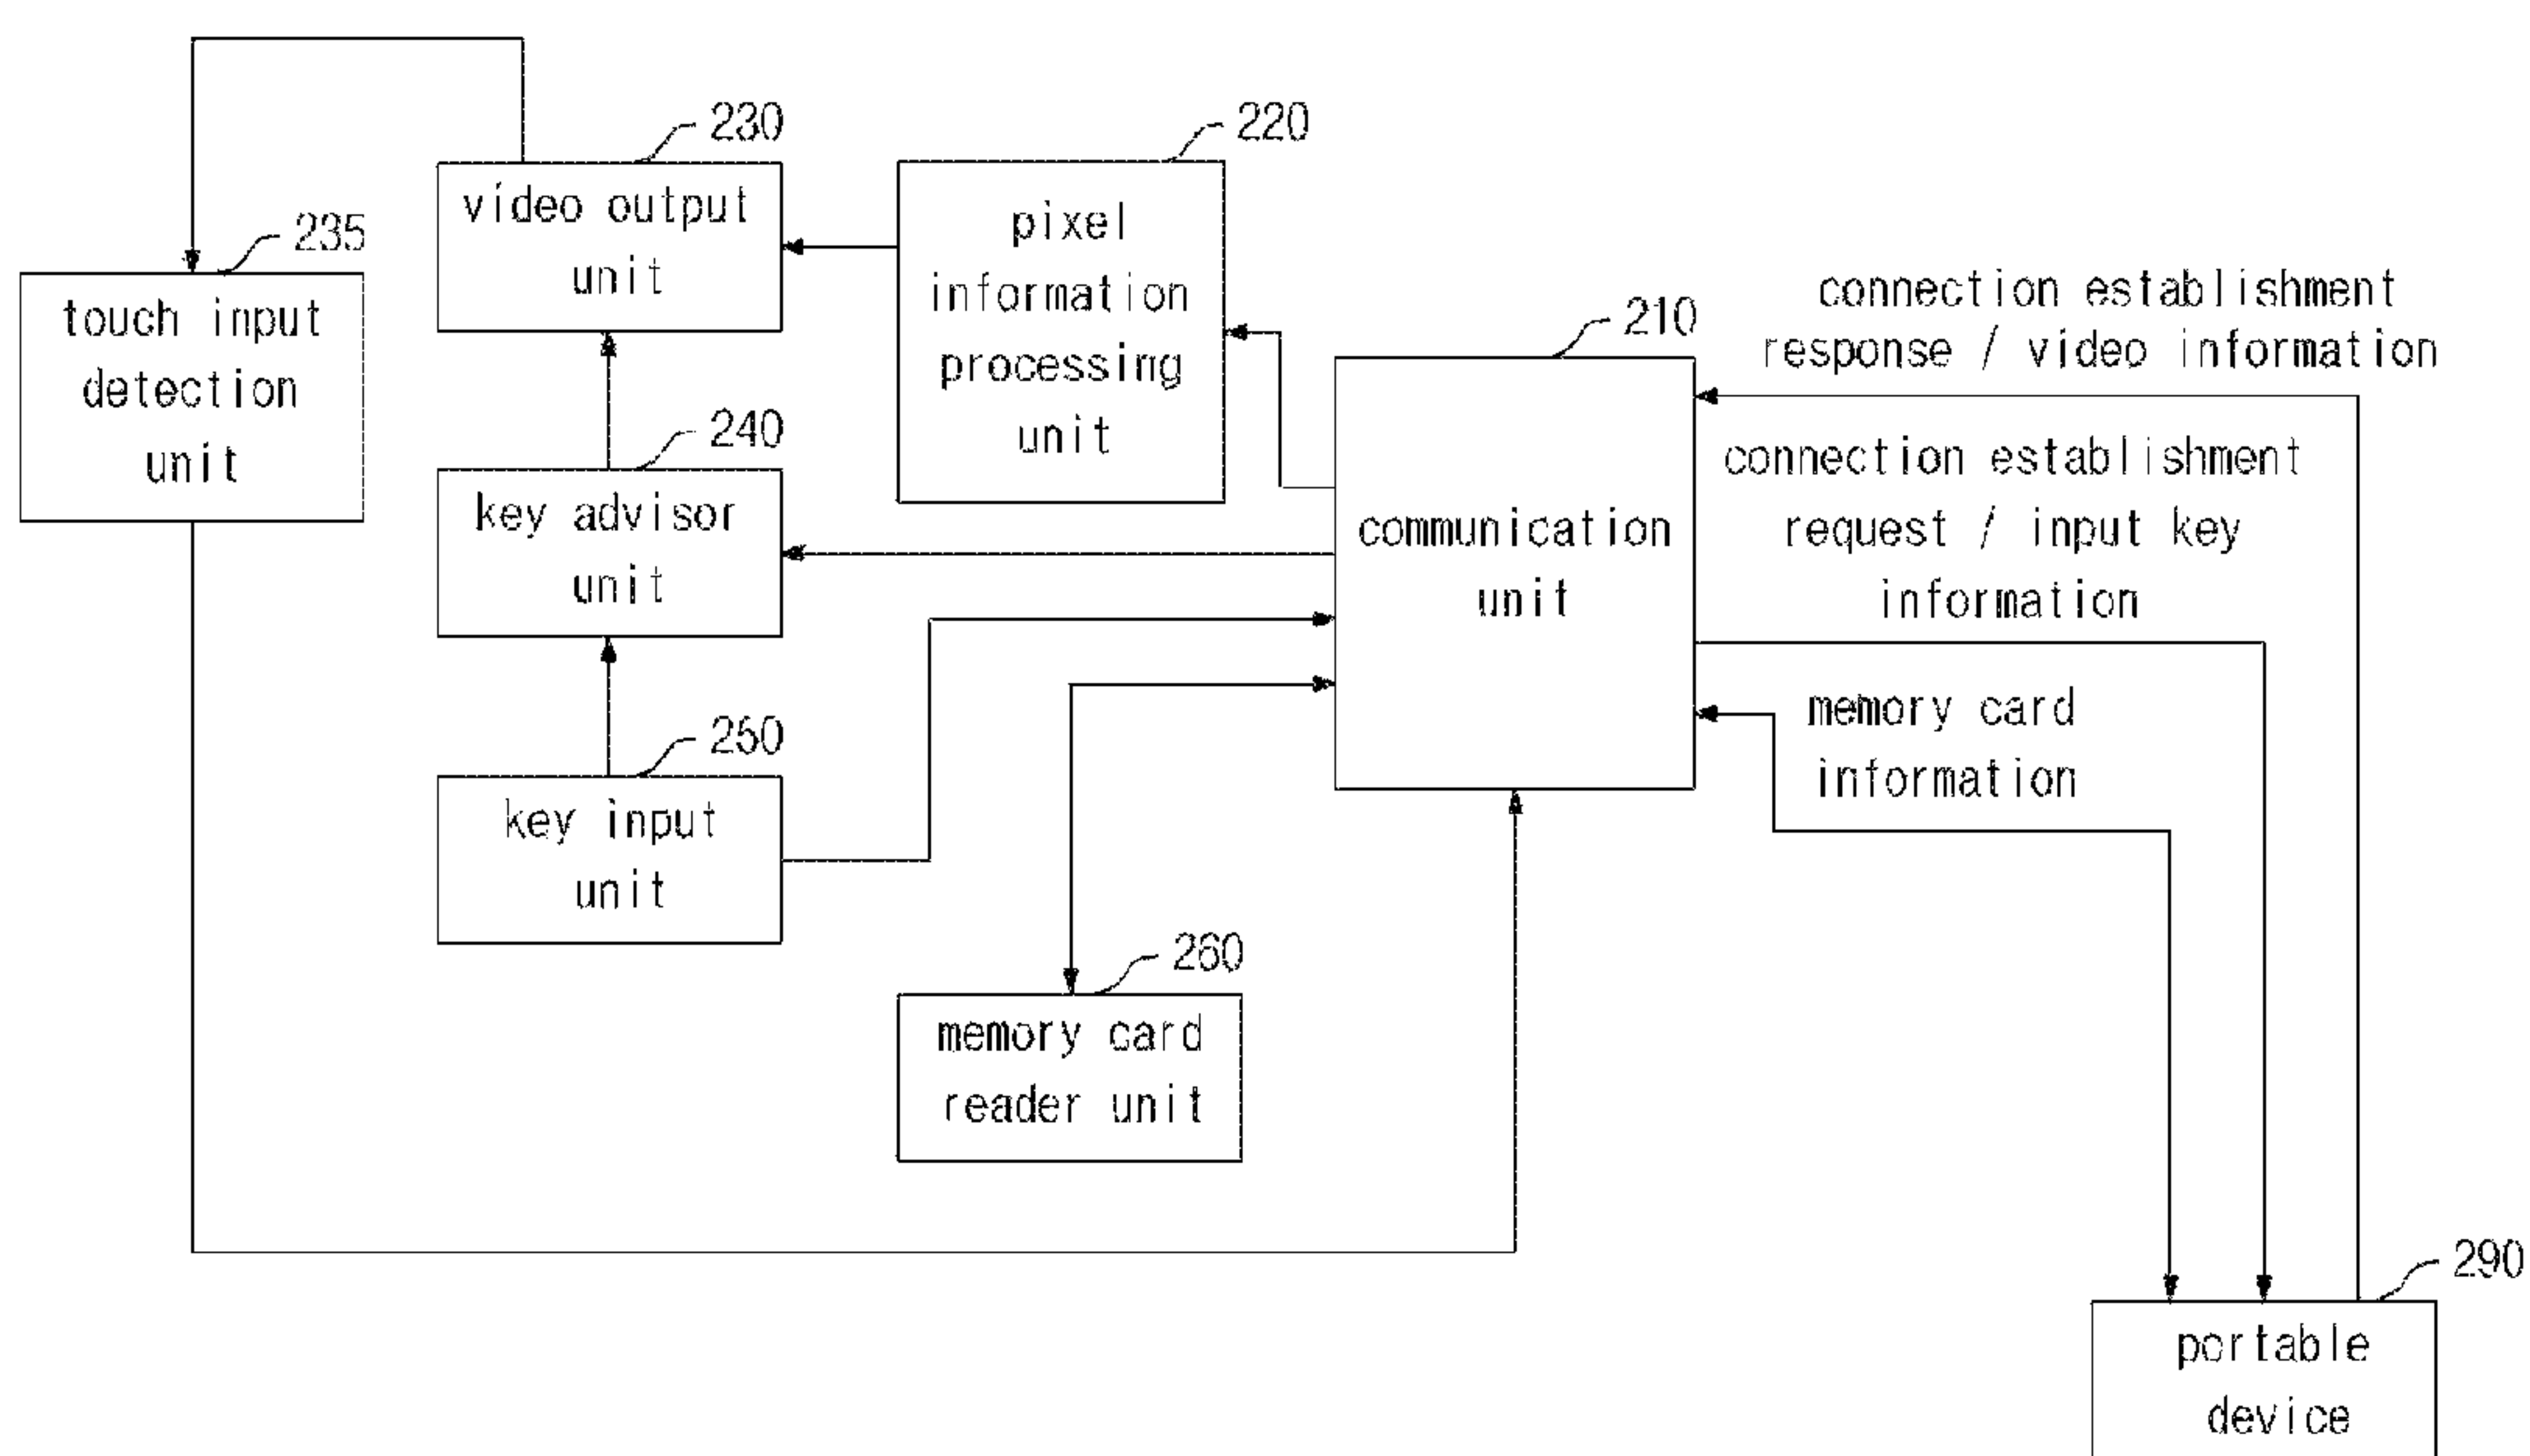 230
220
video output
unit
235
pixel
information
processing
unit
touch input
detection
unit
connection establishment
response / video information
210
240
key advisor
unit
communication
unit
connection establishment
request / input key
information
250
key input
unit
memory card
information
260
memory card
reader unit
290
portable
device